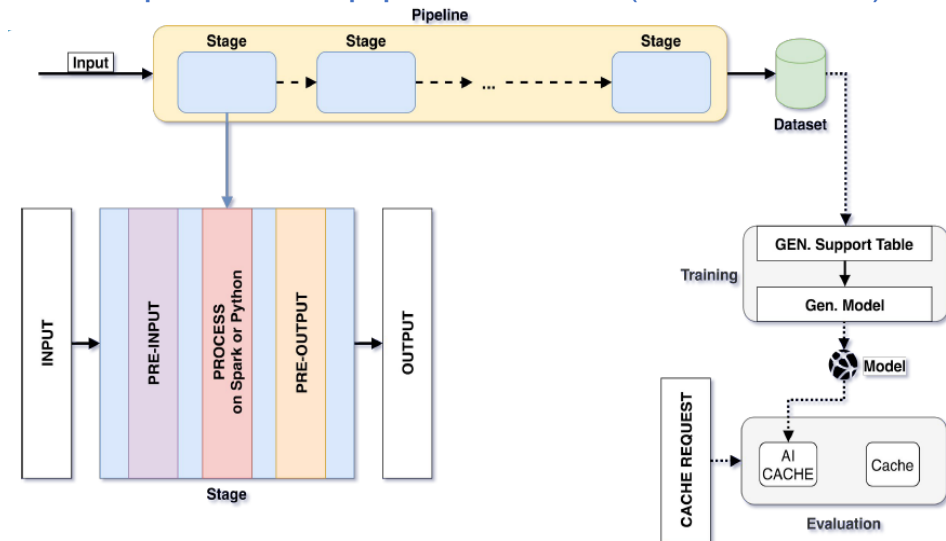 Pipeline
Input
Stage
Stage
Stage
...
Dataset
INPUT
PRE-INPUT
PROCESS
on Spark or Python
PRE-OUTPUT
OUTPUT
Stage
GEN. Support Table
Training
Gen. Model
Model
CACHE REQUEST
AI
CACHE
Cache
Evaluation